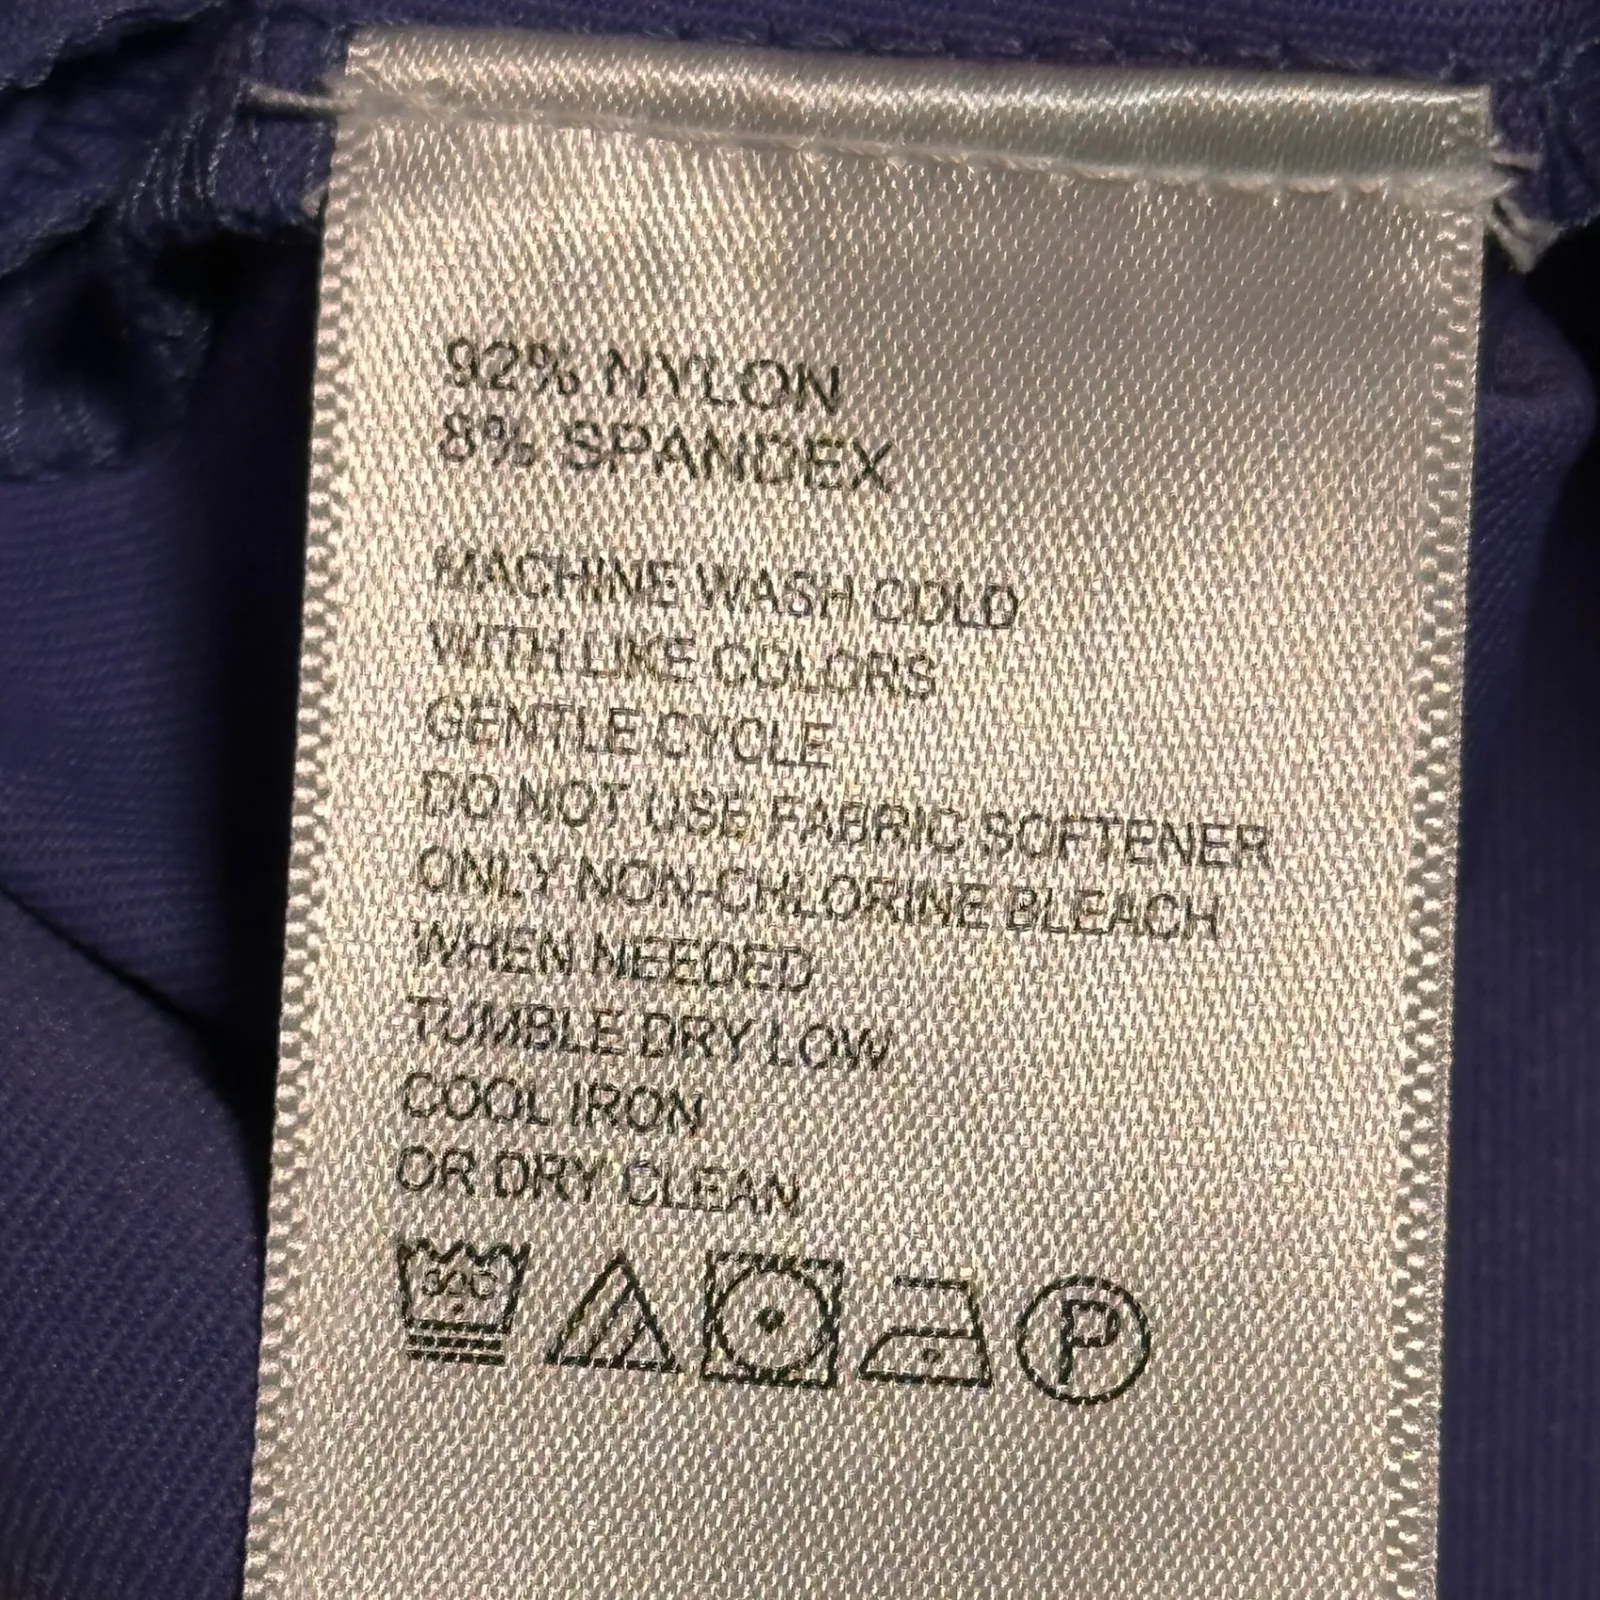 92% NYLON
8% SPANDEX
MACHINE WASH COLD
WITH LIKE COLORS
GENTLE CYCLE
DO NOT USE FABRIC SOFTENER
ONLY NON-CHLORINE BLEACH
WHEN NEEDED
TUMBLE DRY LOW
COOL IRON
OR DRY CLEAN
30C P